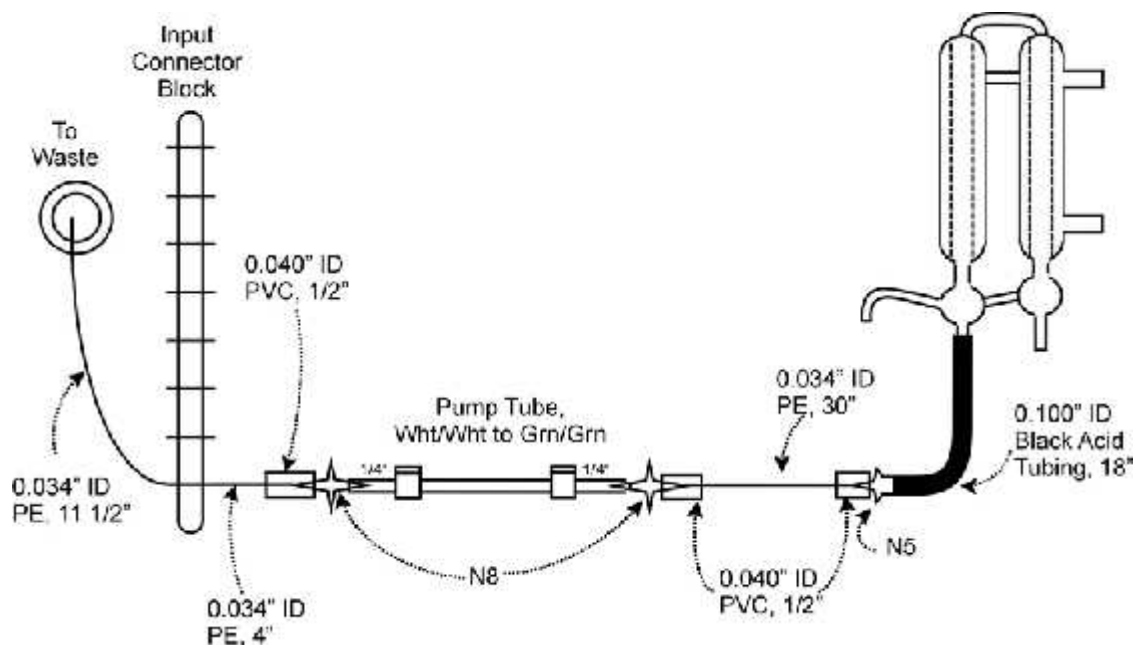 Input
Connector
Block
To
Waste
0.040" ID
PVC, 1/2"
0.034" ID
PE, 30"
Pump Tube,
Wht/Wht to Grn/Grn
0.100" ID
Black Acid
Tubing, 18"
1/4"
1/4"
0.034" ID
PE, 11 1/2"
N5
N8
0.040" ID
PVC, 1/2"
0.034" ID
PE, 4"